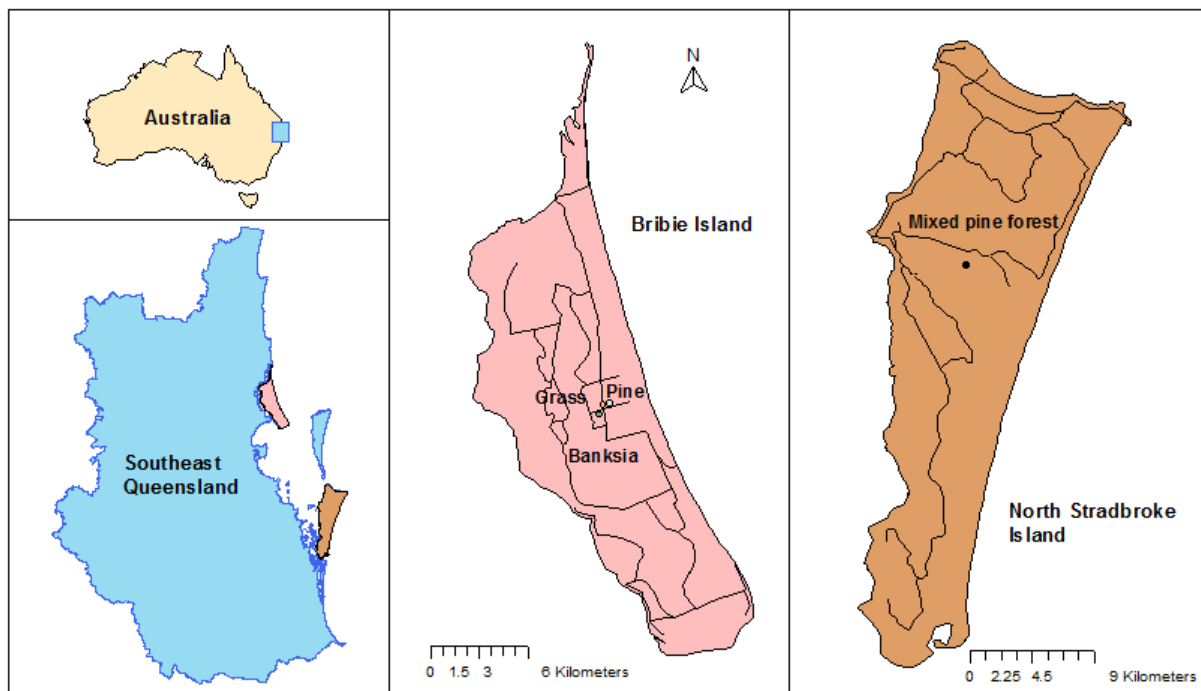 Australia
Southeast
Queensland
N
Bribie Island
Grass
Pine
Banksia
0 1.5 3 6 Kilometers
Mixed pine forest
North Stradbroke
Island
0 2.25 4.5 9 Kilometers